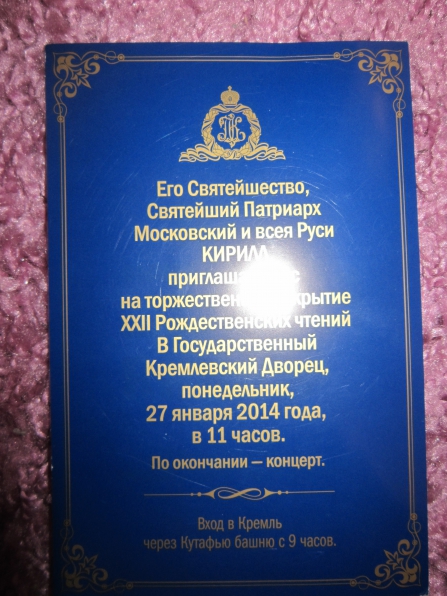 Его Святейшество,
Святейший Патриарх
Московский и всея Руси
КИРИЛЛ
на крытие
XXII Рождественских чтений
В Государственный
Кремлевский Дворец,
понедельник,
27 января 2014 года,
в 11 часов.
По окончании — концерт.
Вход в Кремль
через Кутафью башню с 9 часов.